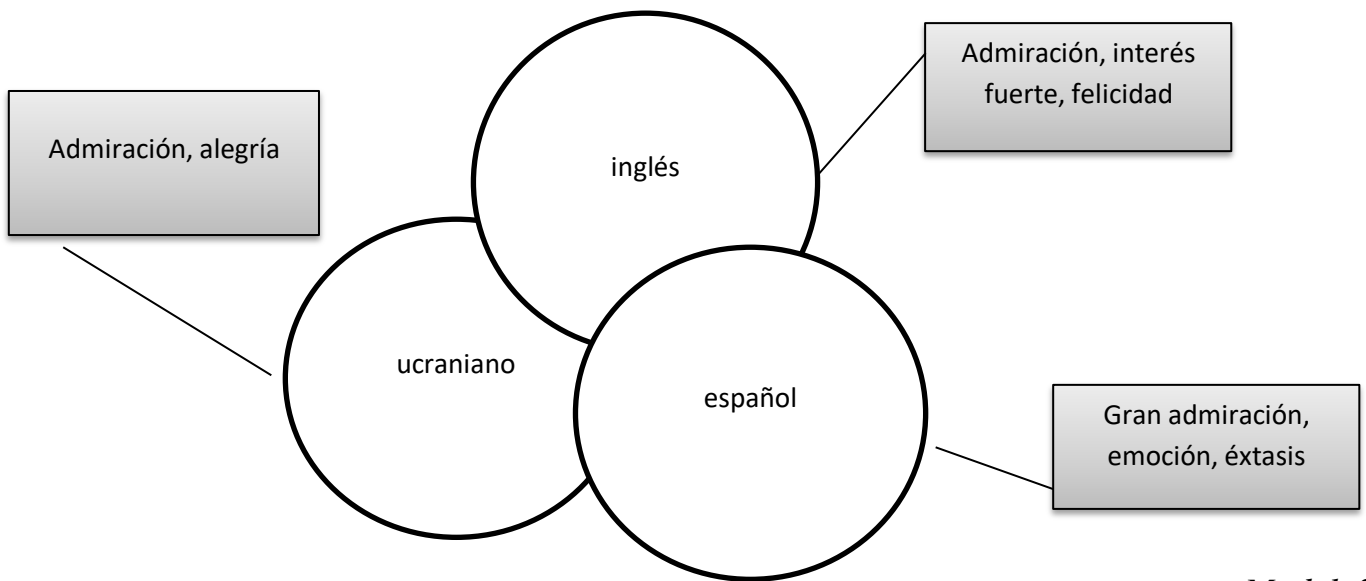 Admiración, interés
fuerte, felicidad
Admiración, alegría
inglés
ucraniano
español
Gran admiración,
emoción, éxtasis